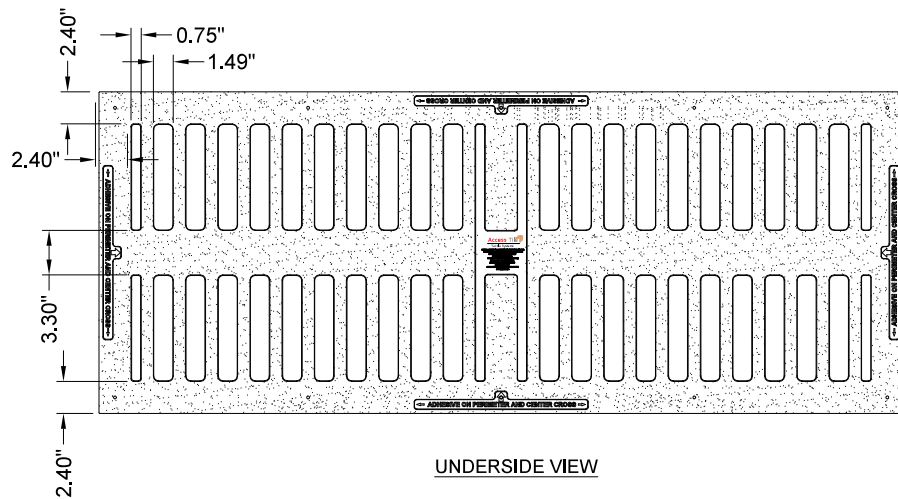 2.40"
0.75"
1.49"
ADHESIVE ON PERIMETER AND CENTER CROSS
2.40"
ADHESIVE ON PERIMETER AND CENTER CROSS
ADHESIVE ON PERIMETER AND CENTER CROSS
Access Tile
3.30"
ADHESIVE ON PERIMETER AND CENTER CROSS
2.40"
UNDERSIDE VIEW